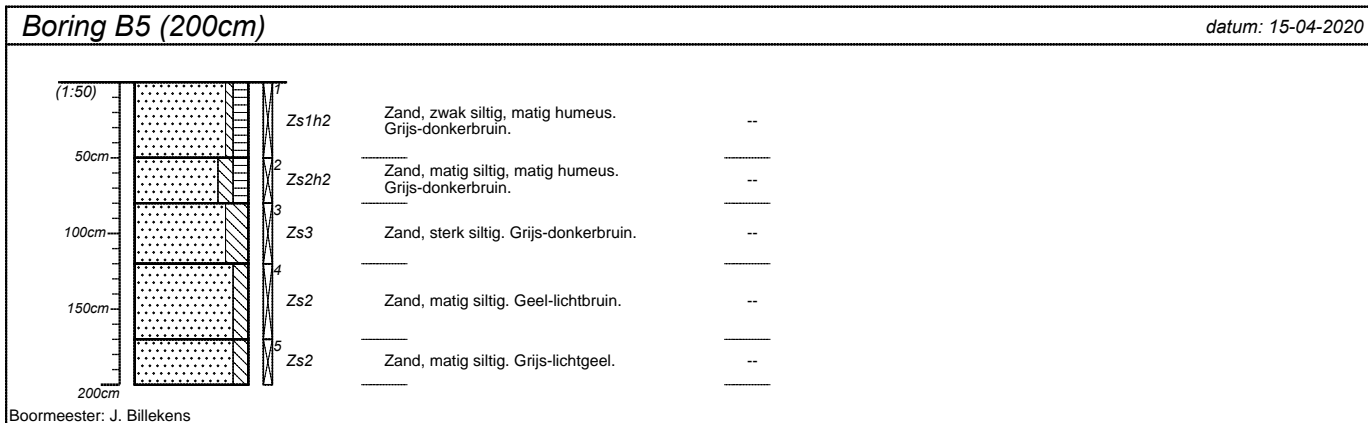 Boring B5 (200cm)
datum: 15-04-2020
(1:50)
1
Zs1h2
Zand, zwak siltig, matig humeus.
Grijs-donkerbruin.
--
50cm
2
Zs2h2
Zand, matig siltig, matig humeus.
Grijs-donkerbruin.
--
3
100cm
Zs3
Zand, sterk siltig. Grijs-donkerbruin.
--
4
150cm
Zs2
Zand, matig siltig. Geel-lichtbruin.
--
5
Zs2
Zand, matig siltig. Grijs-lichtgeel.
--
200cm
Boormeester: J. Billekens